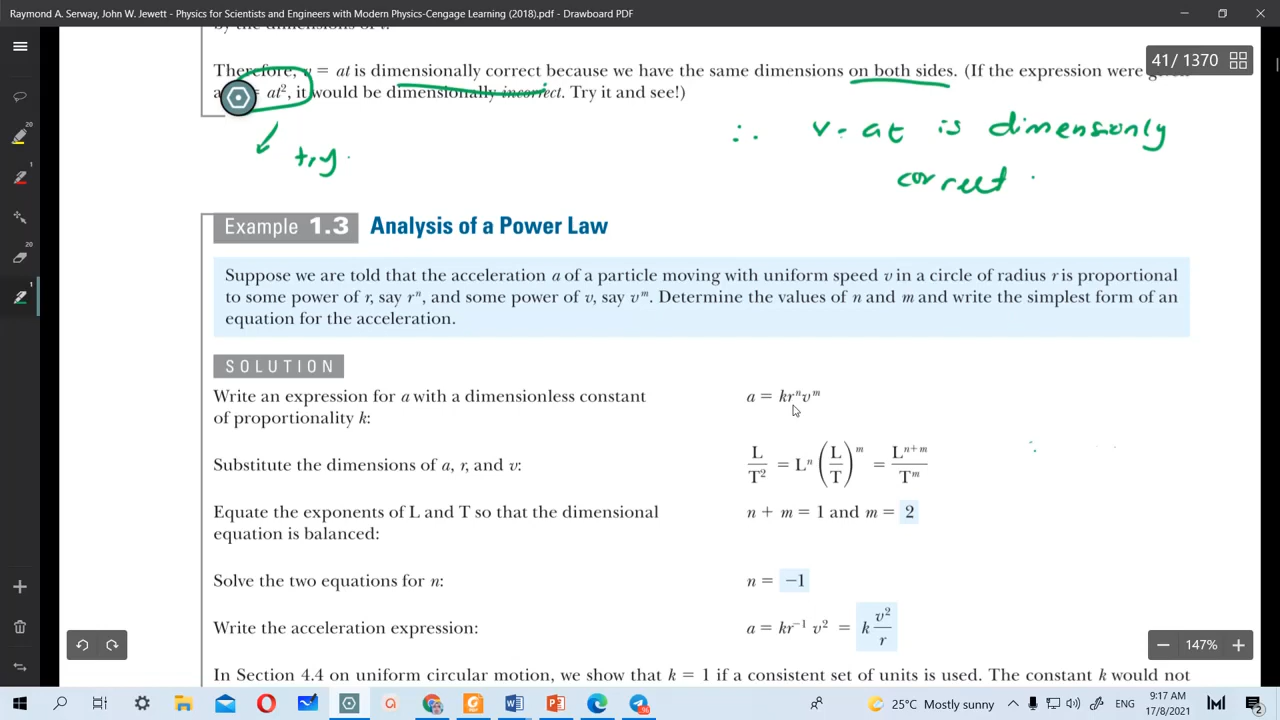 Raymond A. Serway, John W. Jewett - Physics for Scientists and Engineers with Modern Physics-Cengage Learning (2018).pdf - Drawboard PDF
41 / 1370
Therefore, = at is dimensionally correct because we have the same dimensions on both sides. (If the expression were
= at², it would be dimensionally incorrect. Try it and see!)
try.
∴ v = at is dimensionly
correct.
Example 1.3 Analysis of a Power Law
Suppose we are told that the acceleration a of a particle moving with uniform speed v in a circle of radius r is proportional
to some power of r, say rⁿ, and some power of v, say vᵐ. Determine the values of n and m and write the simplest form of an
equation for the acceleration.
SOLUTION
Write an expression for a with a dimensionless constant
of proportionality k:
a = krⁿvᵐ
Substitute the dimensions of a, r, and v:
L/T² = Lⁿ (L/T)ᵐ = Lⁿ⁺ᵐ/Tᵐ
Equate the exponents of L and T so that the dimensional
equation is balanced:
n + m = 1 and m = 2
Solve the two equations for n:
n = −1
Write the acceleration expression:
a = kr⁻¹ v² = k v²/r
In Section 4.4 on uniform circular motion, we show that k = 1 if a consistent set of units is used. The constant k would not
147%
25°C Mostly sunny
ENG
9:17 AM
17/8/2021